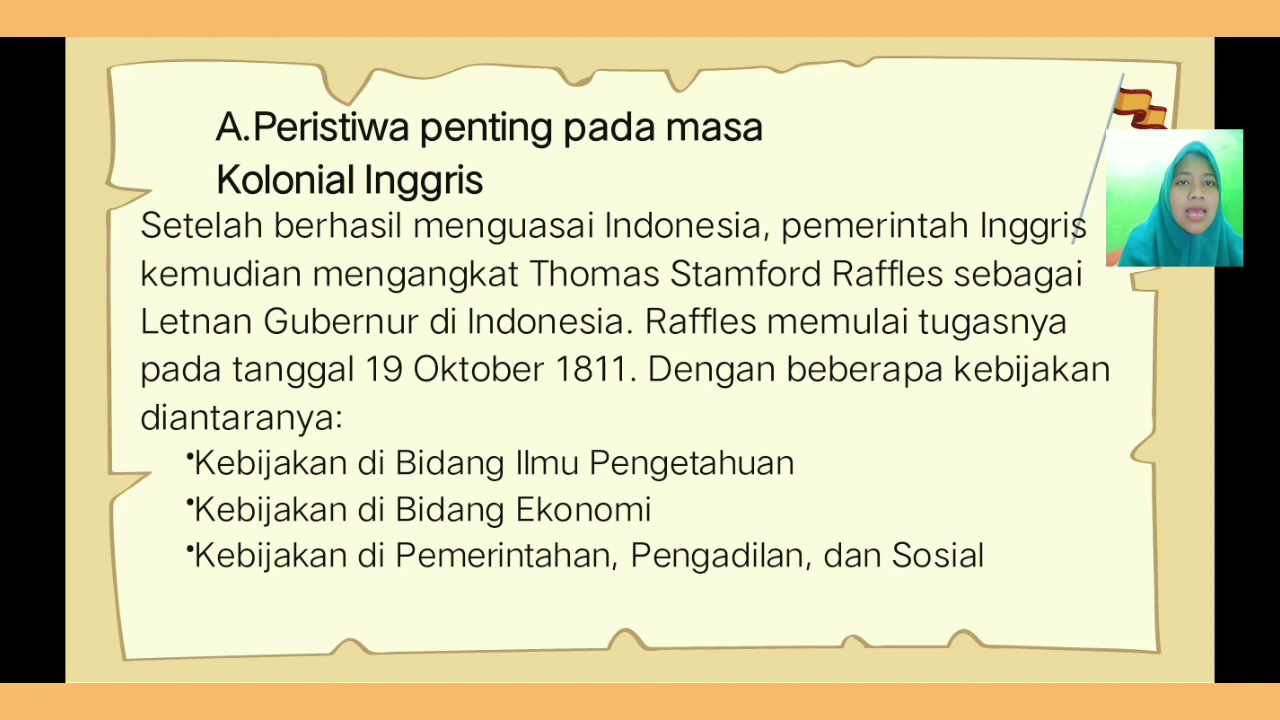 A.Peristiwa penting pada masa
Kolonial Inggris
Setelah berhasil menguasai Indonesia, pemerintah Inggris
kemudian mengangkat Thomas Stamford Raffles sebagai
Letnan Gubernur di Indonesia. Raffles memulai tugasnya
pada tanggal 19 Oktober 1811. Dengan beberapa kebijakan
diantaranya:
•Kebijakan di Bidang Ilmu Pengetahuan
•Kebijakan di Bidang Ekonomi
•Kebijakan di Pemerintahan, Pengadilan, dan Sosial